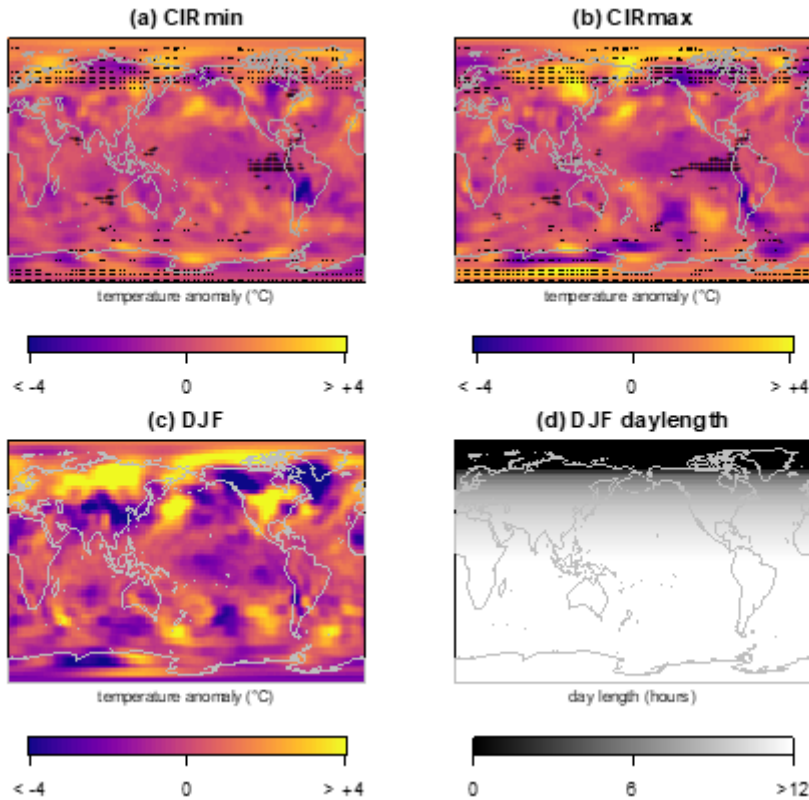 (a) CIRmin
(b) CIRmax
temperature anomaly (°C)
temperature anomaly (°C)
< -4 0 > +4
< -4 0 > +4
(c) DJF
(d) DJF daylength
temperature anomaly (°C)
day length (hours)
< -4 0 > +4
0 6 >12